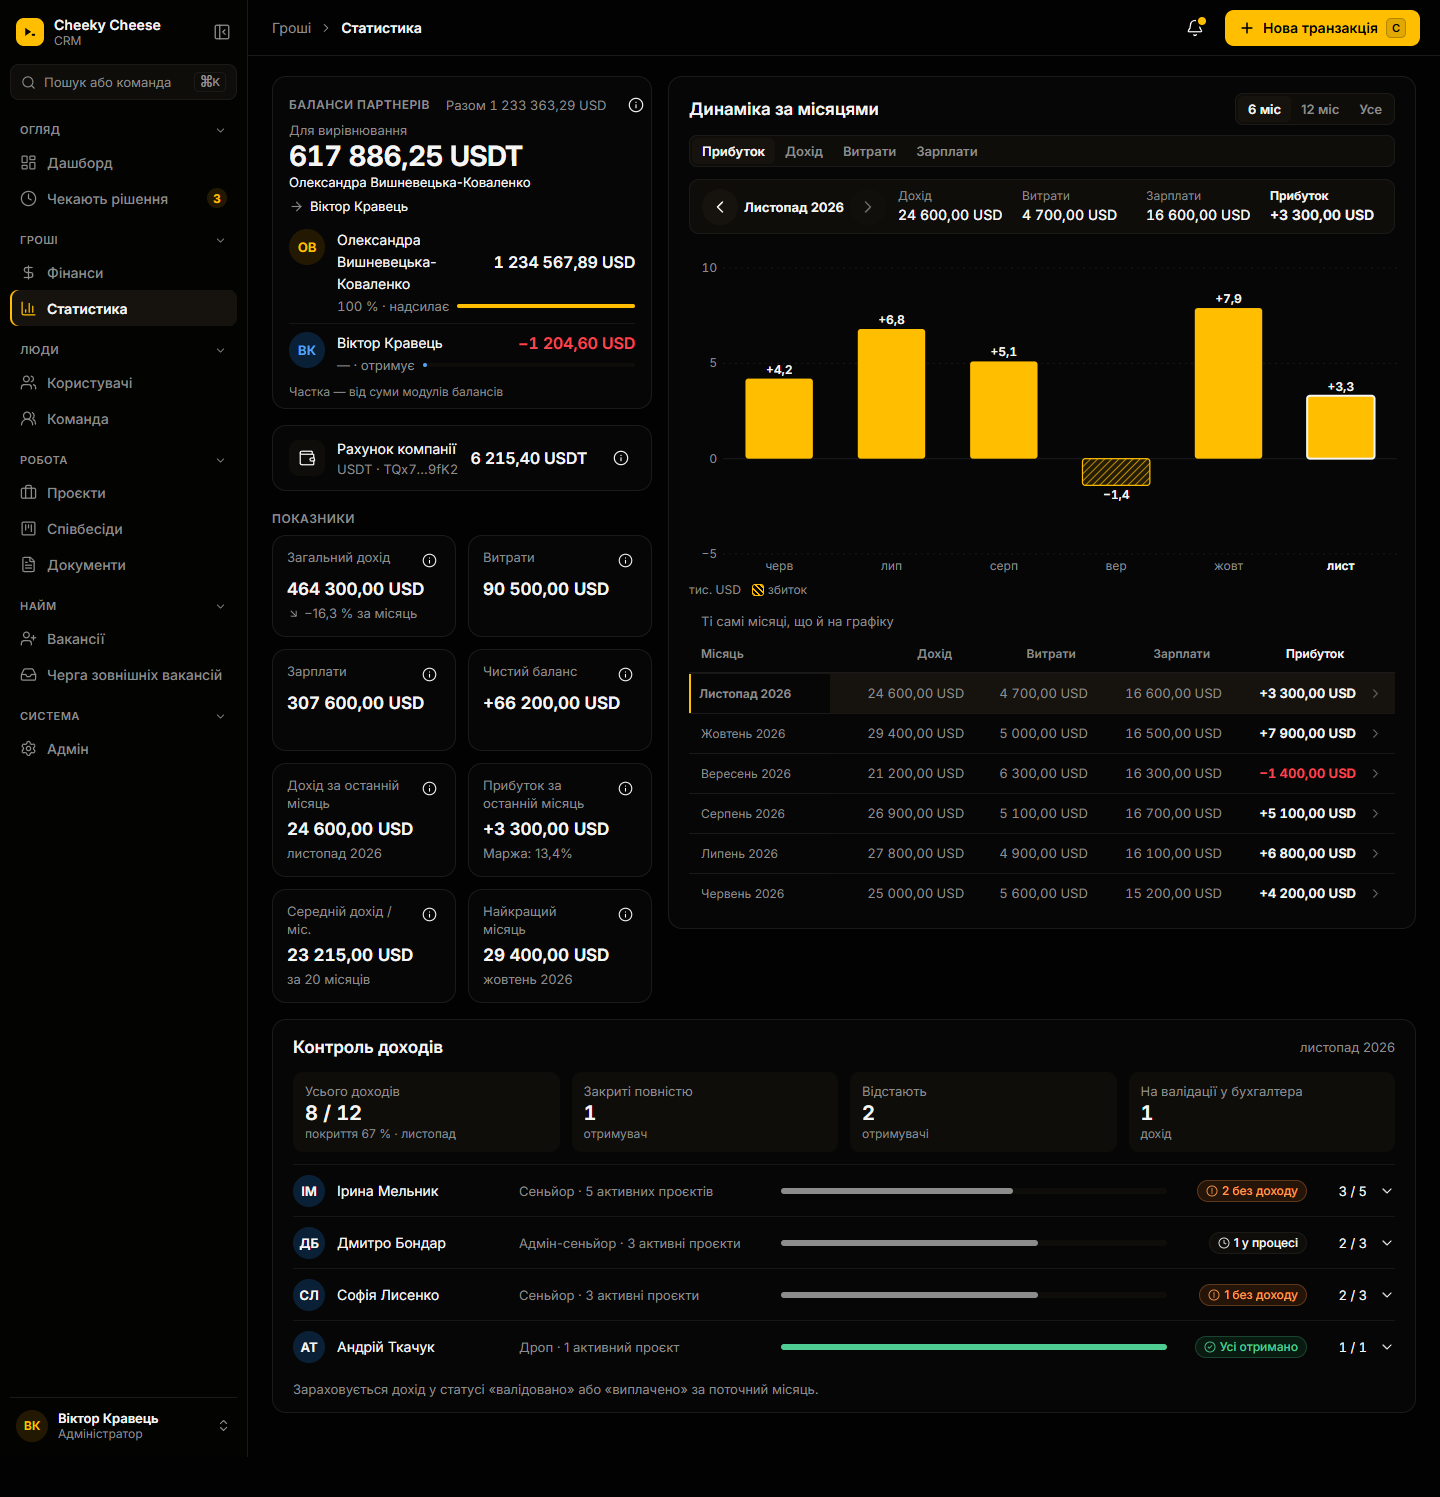 Cheeky Cheese
CRM
Пошук або команда ⌘K
ОГЛЯД
Дашборд
Чекають рішення 3
ГРОШІ
Фінанси
Статистика
ЛЮДИ
Користувачі
Команда
РОБОТА
Проєкти
Співбесіди
Документи
НАЙМ
Вакансії
Черга зовнішніх вакансій
СИСТЕМА
Адмін
ВК Віктор Кравець
Адміністратор
Гроші Статистика
Нова транзакція C
БАЛАНСИ ПАРТНЕРІВ Разом 1 233 363,29 USD
Для вирівнювання
617 886,25 USDT
Олександра Вишневецька-Коваленко
→ Віктор Кравець
ОВ Олександра Вишневецька-Коваленко 1 234 567,89 USD
100 % · надсилає
ВК Віктор Кравець −1 204,60 USD
— · отримує
Частка — від суми модулів балансів
Рахунок компанії 6 215,40 USDT
USDT · TQx7…9fK2
ПОКАЗНИКИ
Загальний дохід
464 300,00 USD
−16,3 % за місяць
Витрати
90 500,00 USD
Зарплати
307 600,00 USD
Чистий баланс
+66 200,00 USD
Дохід за останній
місяць
24 600,00 USD
листопад 2026
Прибуток за
останній місяць
+3 300,00 USD
Маржа: 13,4%
Середній дохід /
міс.
23 215,00 USD
за 20 місяців
Найкращий
місяць
29 400,00 USD
жовтень 2026
Динаміка за місяцями
6 міс 12 міс Усе
Прибуток Дохід Витрати Зарплати
Листопад 2026
Дохід
24 600,00 USD
Витрати
4 700,00 USD
Зарплати
16 600,00 USD
Прибуток
+3 300,00 USD
10
5
0
−5
+4,2
+6,8
+5,1
−1,4
+7,9
+3,3
черв лип серп вер жовт лист
тис. USD збиток
Ті самі місяці, що й на графіку
Місяць Дохід Витрати Зарплати Прибуток
Листопад 2026 24 600,00 USD 4 700,00 USD 16 600,00 USD +3 300,00 USD
Жовтень 2026 29 400,00 USD 5 000,00 USD 16 500,00 USD +7 900,00 USD
Вересень 2026 21 200,00 USD 6 300,00 USD 16 300,00 USD −1 400,00 USD
Серпень 2026 26 900,00 USD 5 100,00 USD 16 700,00 USD +5 100,00 USD
Липень 2026 27 800,00 USD 4 900,00 USD 16 100,00 USD +6 800,00 USD
Червень 2026 25 000,00 USD 5 600,00 USD 15 200,00 USD +4 200,00 USD
Контроль доходів листопад 2026
Усього доходів
8 / 12
покриття 67 % · листопад
Закриті повністю
1
отримувач
Відстають
2
отримувачі
На валідації у бухгалтера
1
дохід
ІМ Ірина Мельник Сеньйор · 5 активних проєктів 2 без доходу 3 / 5
ДБ Дмитро Бондар Адмін-сеньйор · 3 активні проєкти 1 у процесі 2 / 3
СЛ Софія Лисенко Сеньйор · 3 активні проєкти 1 без доходу 2 / 3
АТ Андрій Ткачук Дроп · 1 активний проєкт Усі отримано 1 / 1
Зараховується дохід у статусі «валідовано» або «виплачено» за поточний місяць.